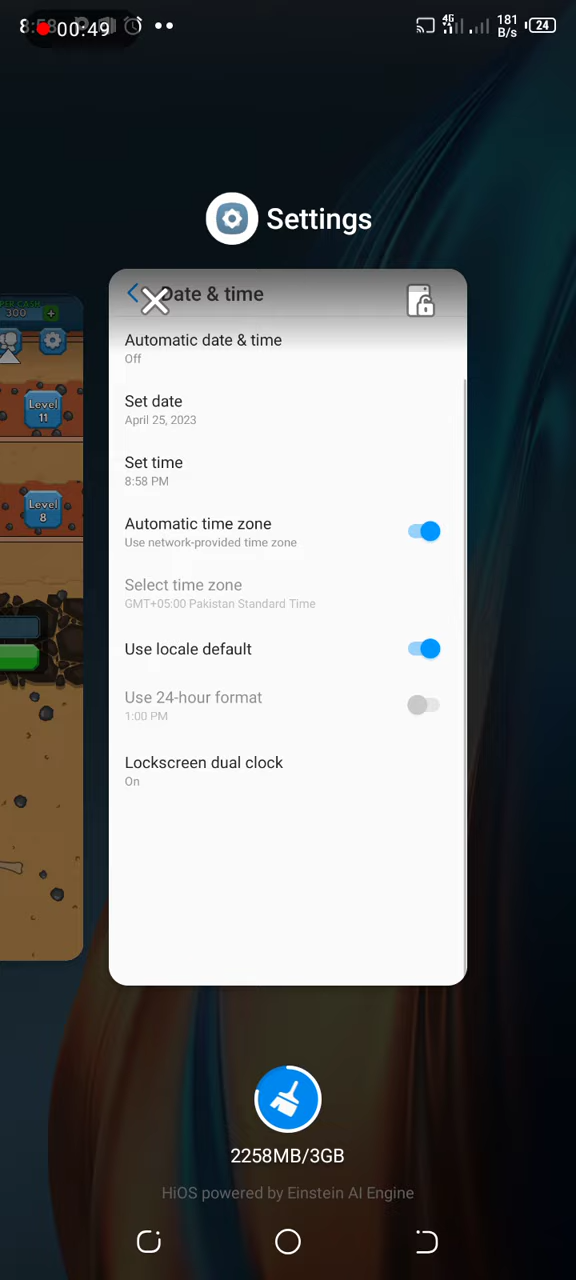 8:58
00:49
4G
181
B/s
24
Settings
Date & time
300
Automatic date & time
Off
Set date
April 25, 2023
Level
11
Set time
8:58 PM
Level
8
Automatic time zone
Use network-provided time zone
Select time zone
GMT+05:00 Pakistan Standard Time
Use locale default
Use 24-hour format
1:00 PM
Lockscreen dual clock
On
2258MB/3GB
HiOS powered by Einstein AI Engine